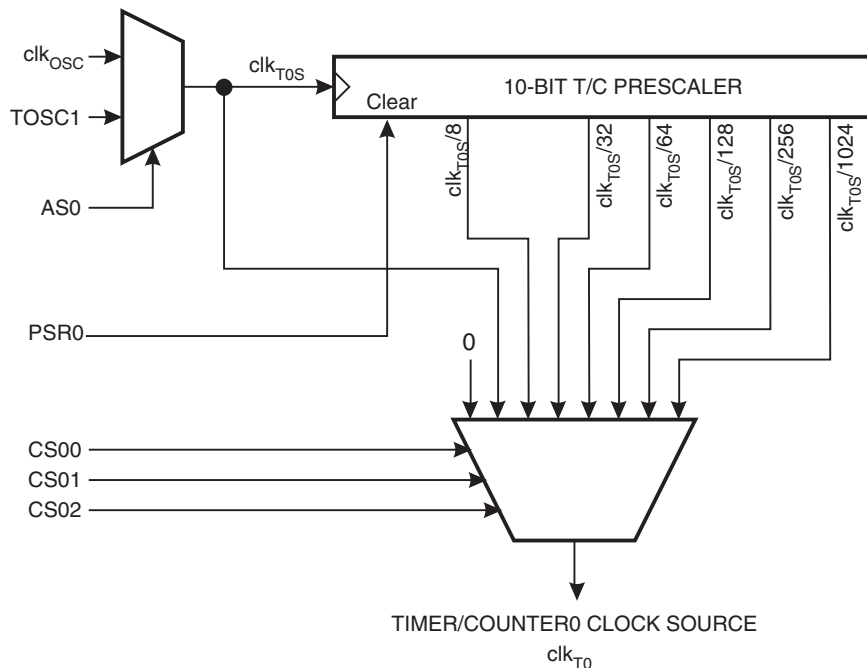 clkOSC
clkT0S
10-BIT T/C PRESCALER
TOSC1
Clear
clkT0S/8
clkT0S/32
clkT0S/64
clkT0S/128
clkT0S/256
clkT0S/1024
AS0
PSR0
0
CS00
CS01
CS02
TIMER/COUNTER0 CLOCK SOURCE
clkT0